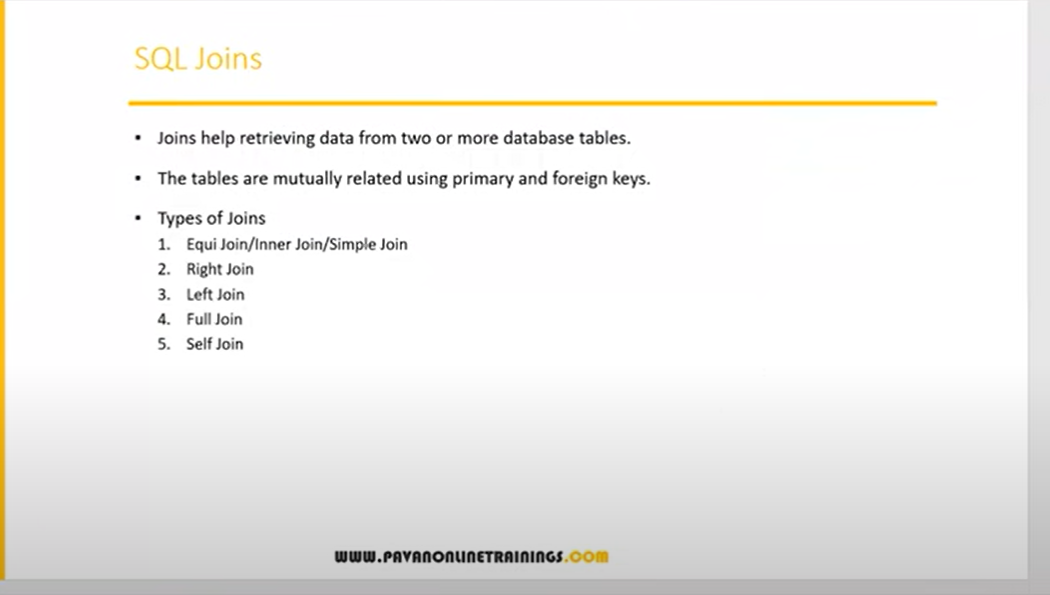 SQL Joins
• Joins help retrieving data from two or more database tables.
• The tables are mutually related using primary and foreign keys.
• Types of Joins
1. Equi Join/Inner Join/Simple Join
2. Right Join
3. Left Join
4. Full Join
5. Self Join
WWW.PAVANONLINETRAININGS.COM